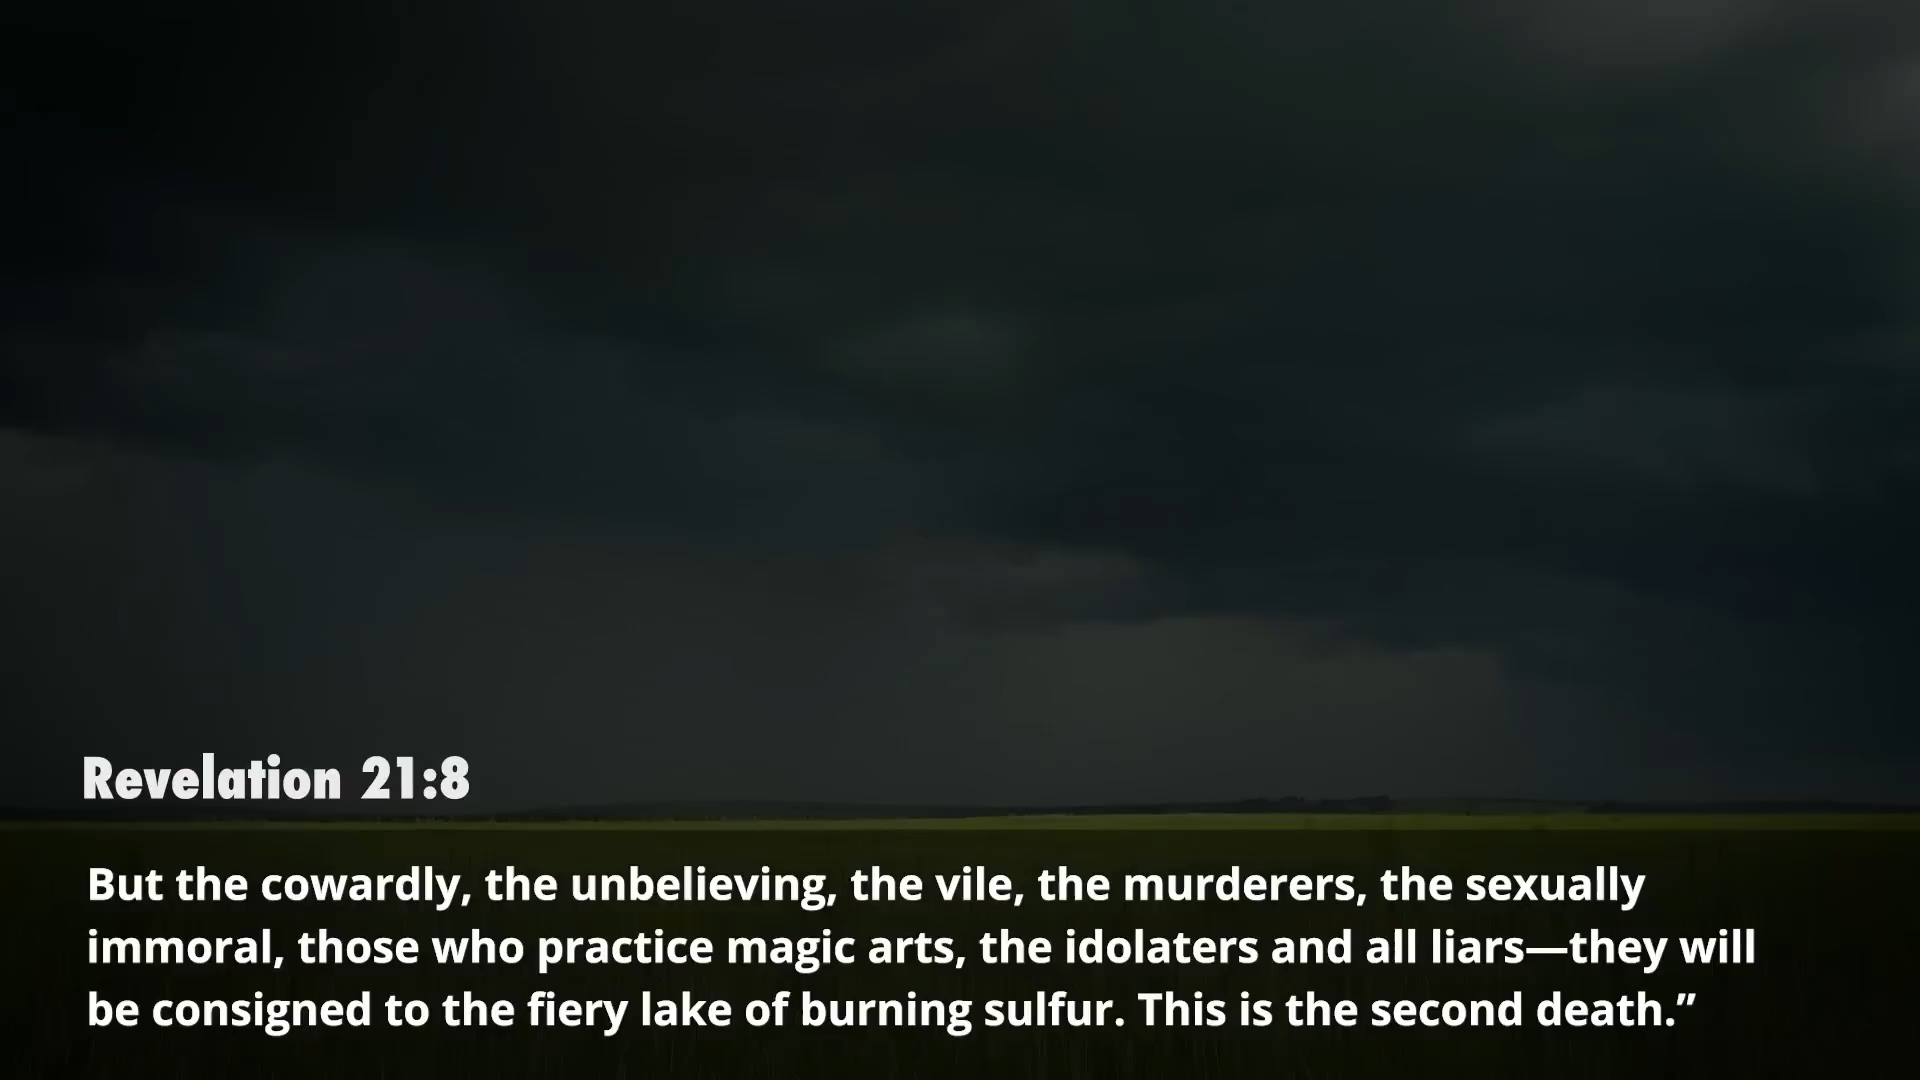 Revelation 21:8
But the cowardly, the unbelieving, the vile, the murderers, the sexually
immoral, those who practice magic arts, the idolaters and all liars—they will
be consigned to the fiery lake of burning sulfur. This is the second death.”